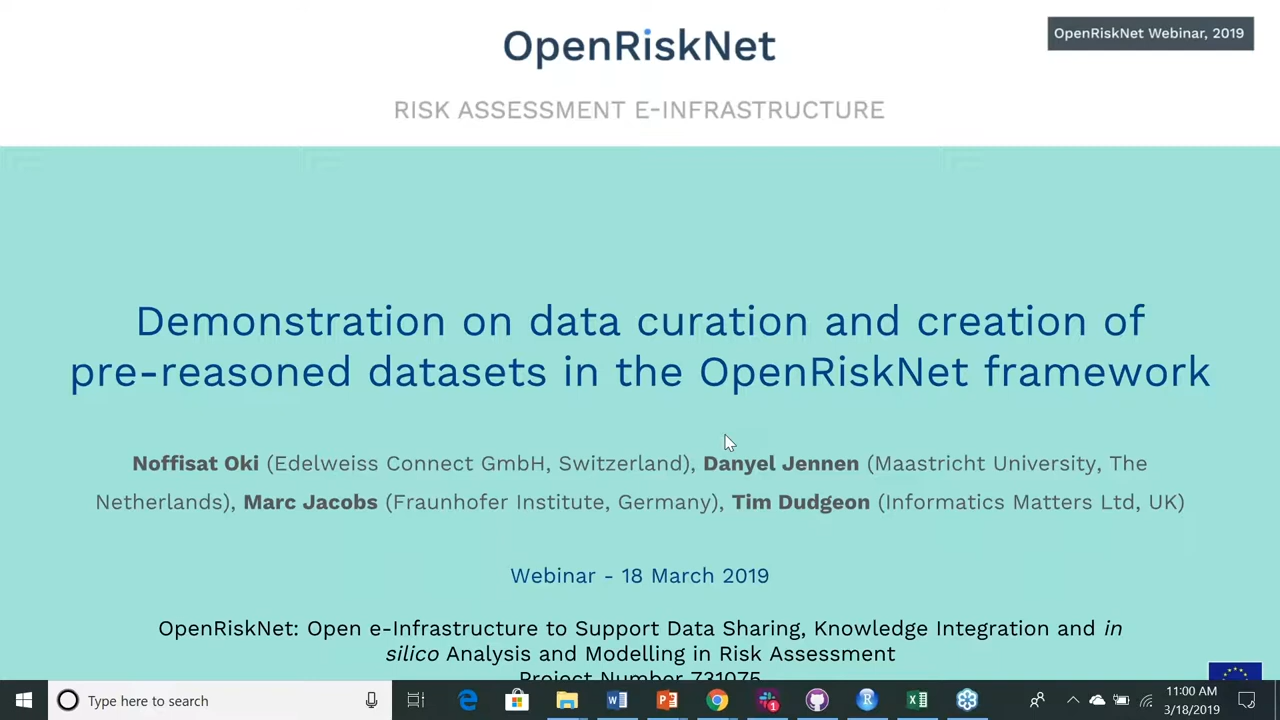 OpenRiskNet
OpenRiskNet Webinar, 2019
RISK ASSESSMENT E-INFRASTRUCTURE
Demonstration on data curation and creation of
pre-reasoned datasets in the OpenRiskNet framework
Noffisat Oki (Edelweiss Connect GmbH, Switzerland), Danyel Jennen (Maastricht University, The
Netherlands), Marc Jacobs (Fraunhofer Institute, Germany), Tim Dudgeon (Informatics Matters Ltd, UK)
Webinar - 18 March 2019
OpenRiskNet: Open e-Infrastructure to Support Data Sharing, Knowledge Integration and in
silico Analysis and Modelling in Risk Assessment
Project Number 731075
Type here to search
1
11:00 AM
3/18/2019